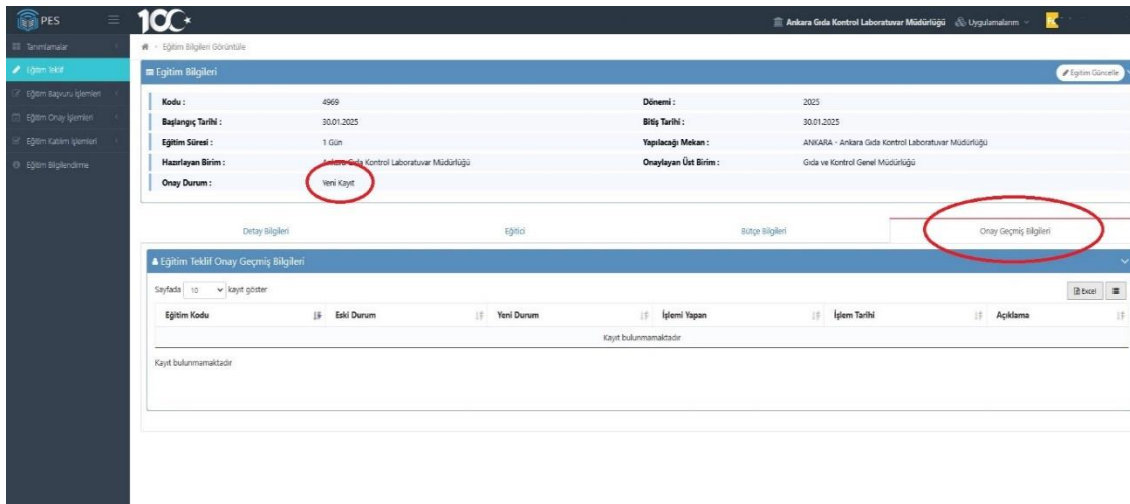 PES
100
Ankara Gıda Kontrol Laboratuvar Müdürlüğü
Uygulamalarım
Tanımlamalar
Eğitim Teklif
Eğitim Başvuru İşlemleri
Eğitim Onay İşlemleri
Eğitim Katılım İşlemleri
Eğitim Bilgilendirme
Eğitim Bilgileri Görüntüle
Eğitim Bilgileri
Eğitim Güncelle
Kodu : 4969 Dönemi : 2025
Başlangıç Tarihi : 30.01.2025 Bitiş Tarihi : 30.01.2025
Eğitim Süresi : 1 Gün Yapılacağı Mekan : ANKARA - Ankara Gıda Kontrol Laboratuvar Müdürlüğü
Hazırlayan Birim : Ankara Gıda Kontrol Laboratuvar Müdürlüğü Onaylayan Üst Birim : Gıda ve Kontrol Genel Müdürlüğü
Onay Durum : Yeni Kayıt
Detay Bilgileri Eğitici Bütçe Bilgileri Onay Geçmiş Bilgileri
Eğitim Teklif Onay Geçmiş Bilgileri
Sayfada 10 kayıt göster
Excel
Eğitim Kodu Eski Durum Yeni Durum İşlemi Yapan İşlem Tarihi Açıklama
Kayıt bulunmamaktadır
Kayıt bulunmamaktadır